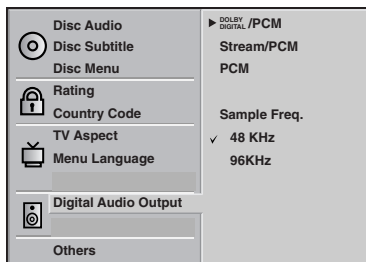 Disc Audio
Disc Subtitle
Disc Menu
Rating
Country Code
TV Aspect
Menu Language
Digital Audio Output
Others
DOLBY DIGITAL /PCM
Stream/PCM
PCM
Sample Freq.
48 KHz
96KHz